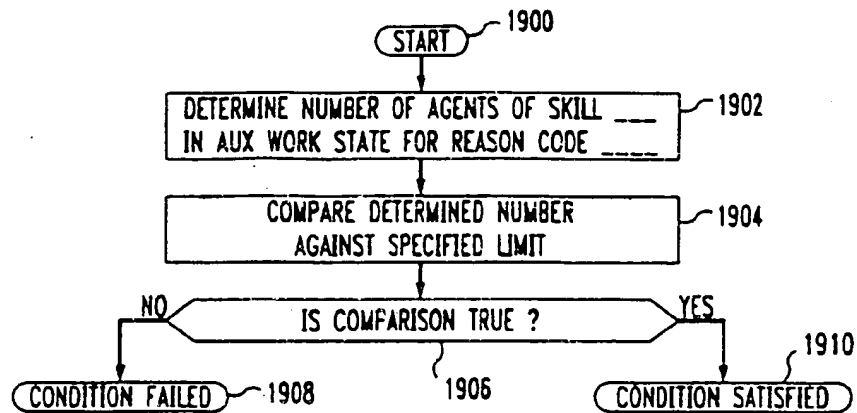 START
1900
DETERMINE NUMBER OF AGENTS OF SKILL ___
IN AUX WORK STATE FOR REASON CODE ____
1902
COMPARE DETERMINED NUMBER
AGAINST SPECIFIED LIMIT
1904
NO
IS COMPARISON TRUE ?
YES
1906
CONDITION FAILED
1908
CONDITION SATISFIED
1910